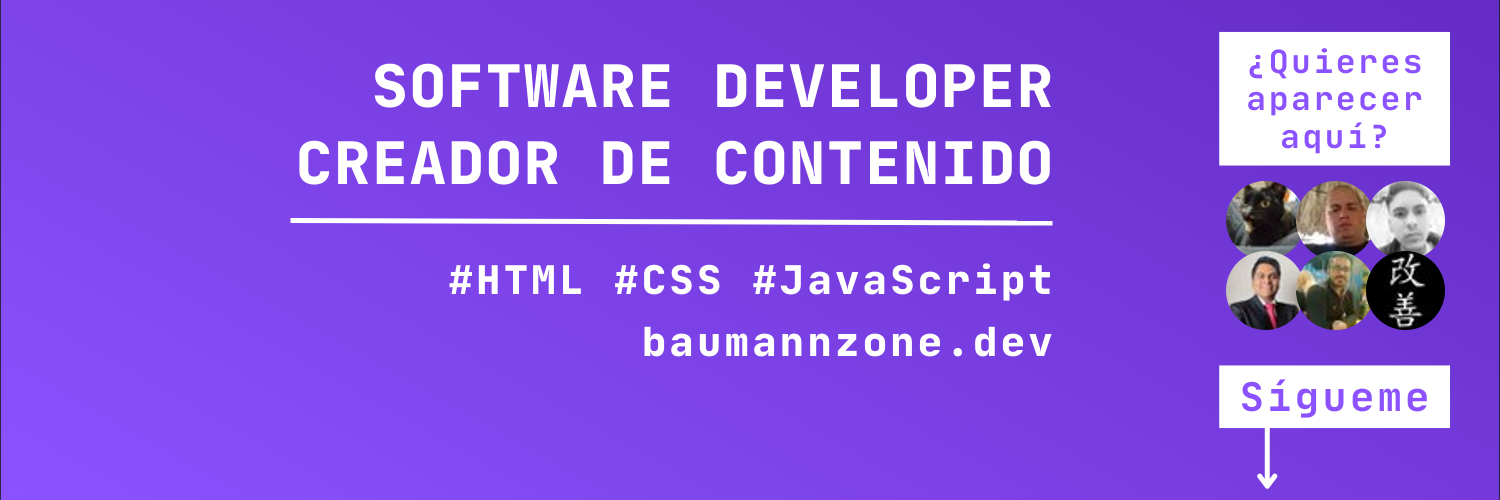 SOFTWARE DEVELOPER
CREADOR DE CONTENIDO
#HTML #CSS #JavaScript
baumannzone.dev
¿Quieres
aparecer
aquí?
改
善
Sígueme